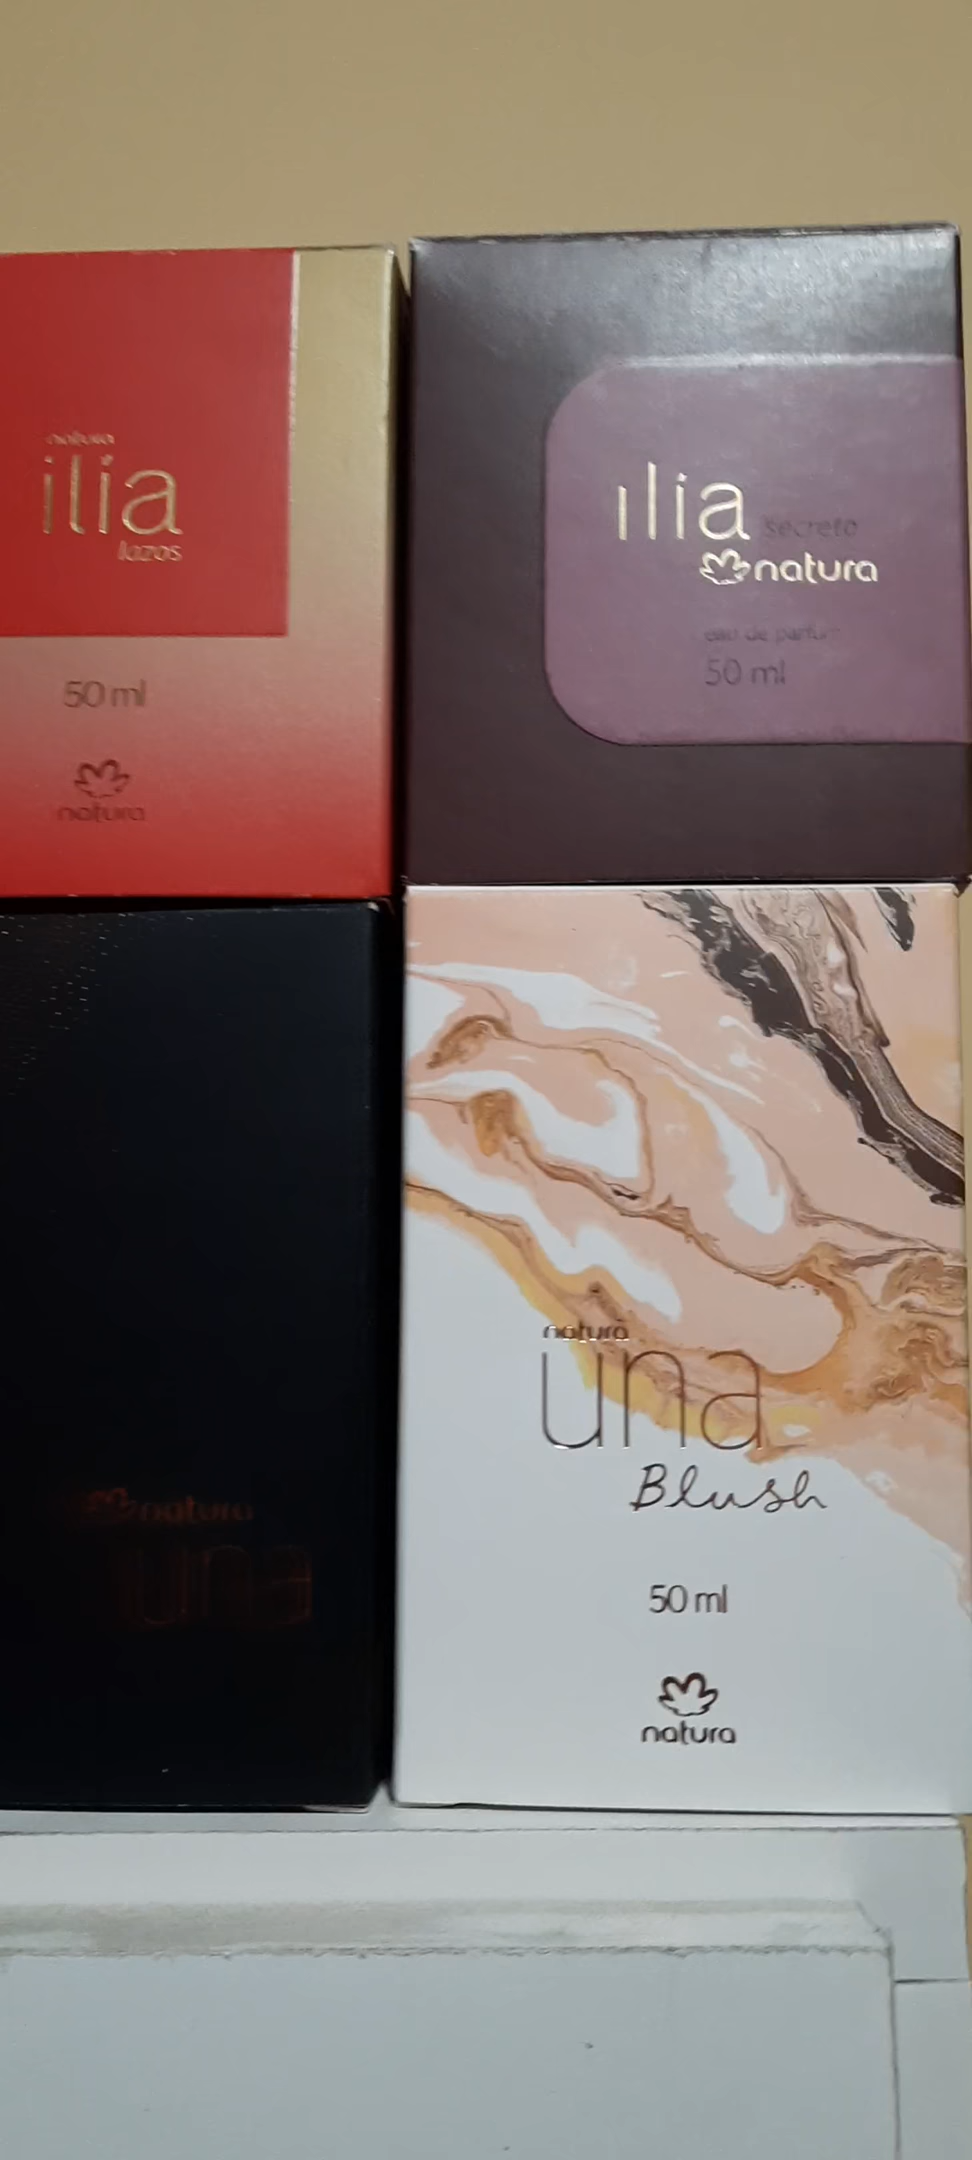 natura
ilia
lazos
50 ml
natura
ilia secreto
natura
eau de parfum
50 ml
natura
una
natura
una
Blush
50 ml
natura